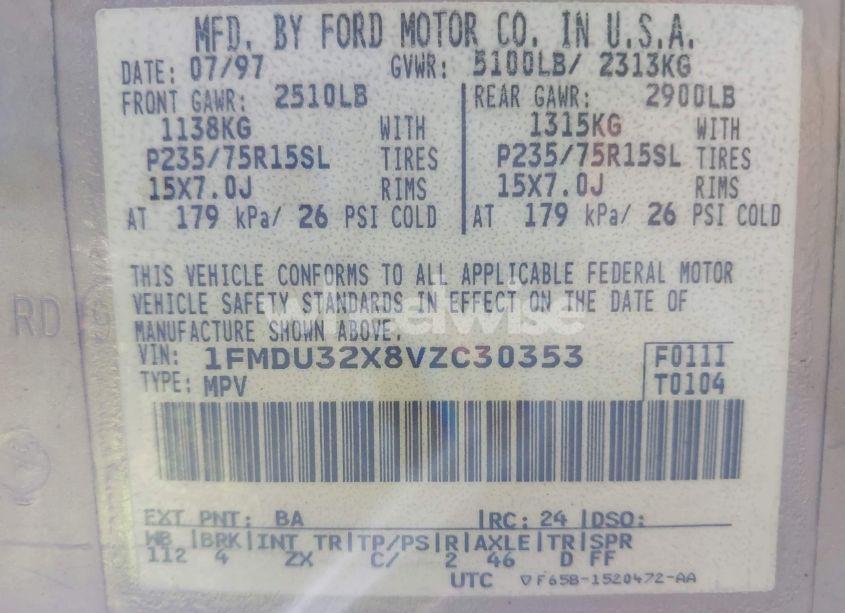 MFD. BY FORD MOTOR CO. IN U.S.A.
DATE: 07/97 GVWR: 5100LB/ 2313KG
FRONT GAWR: 2510LB REAR GAWR: 2900LB
1138KG WITH 1315KG WITH
P235/75R15SL TIRES P235/75R15SL TIRES
15X7.0J RIMS 15X7.0J RIMS
AT 179 kPa/ 26 PSI COLD AT 179 kPa/ 26 PSI COLD
THIS VEHICLE CONFORMS TO ALL APPLICABLE FEDERAL MOTOR
VEHICLE SAFETY STANDARDS IN EFFECT ON THE DATE OF
MANUFACTURE SHOWN ABOVE.
wheelwise
RD
VIN: 1FMDU32X8VZC30353 F0111
TYPE: MPV T0104
EXT PNT: BA RC: 24 DSO:
WB BRK INT TR TP/PS R AXLE TR SPR
112 4 ZX C/ 2 46 D FF
UTC ▽F65B-1520472-AA